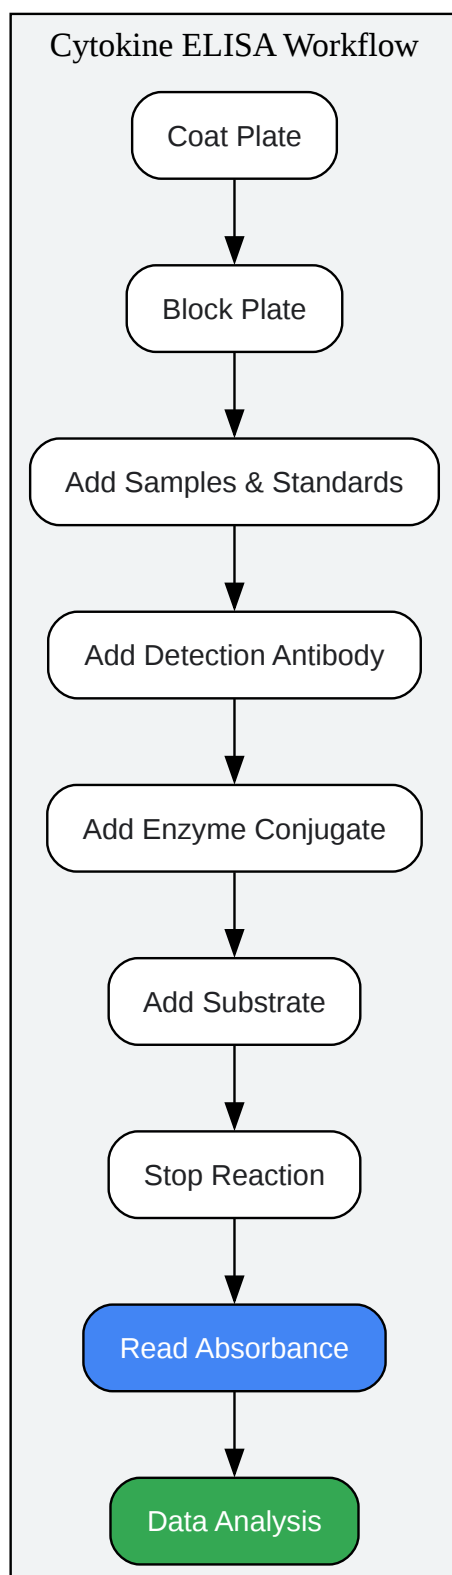 Cytokine ELISA Workflow
Coat Plate
Block Plate
Add Samples & Standards
Add Detection Antibody
Add Enzyme Conjugate
Add Substrate
Stop Reaction
Read Absorbance
Data Analysis